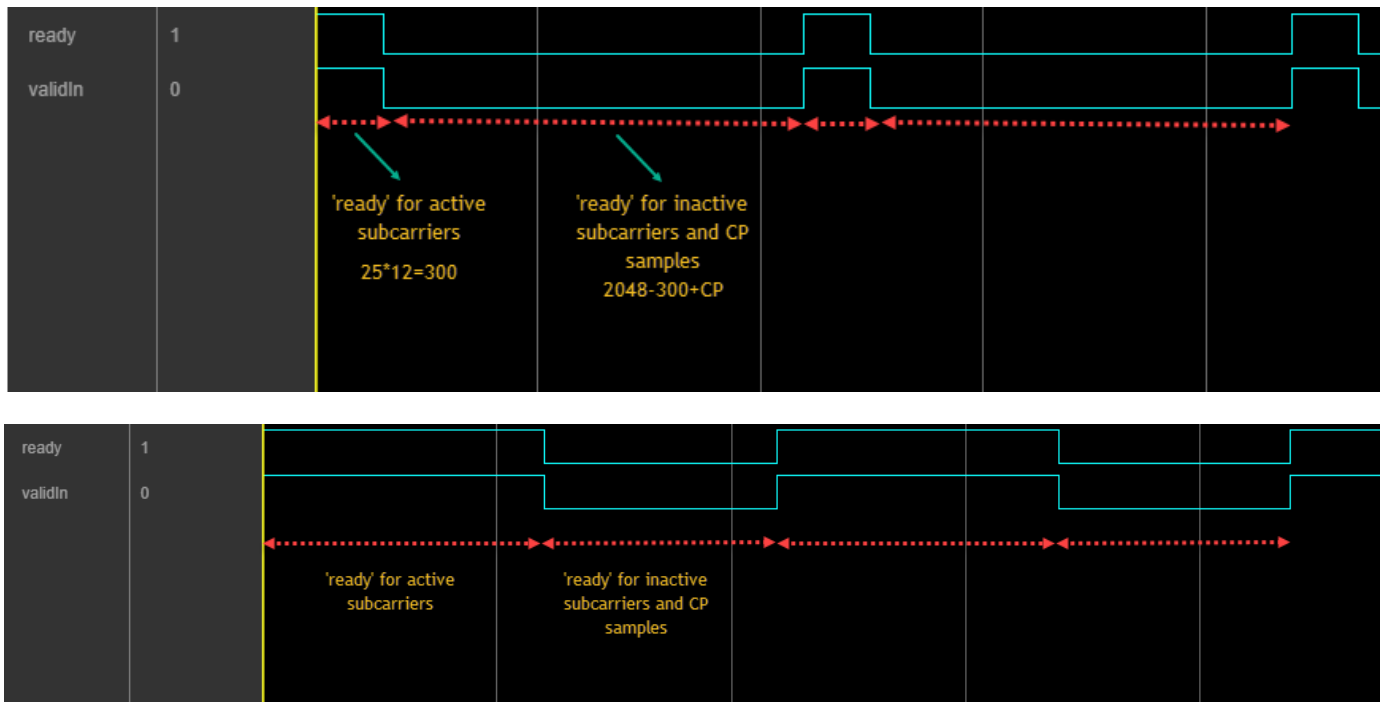 ready 1
validIn 0
'ready' for active
subcarriers
25*12=300
'ready' for inactive
subcarriers and CP
samples
2048-300+CP
ready 1
validIn 0
'ready' for active
subcarriers
'ready' for inactive
subcarriers and CP
samples